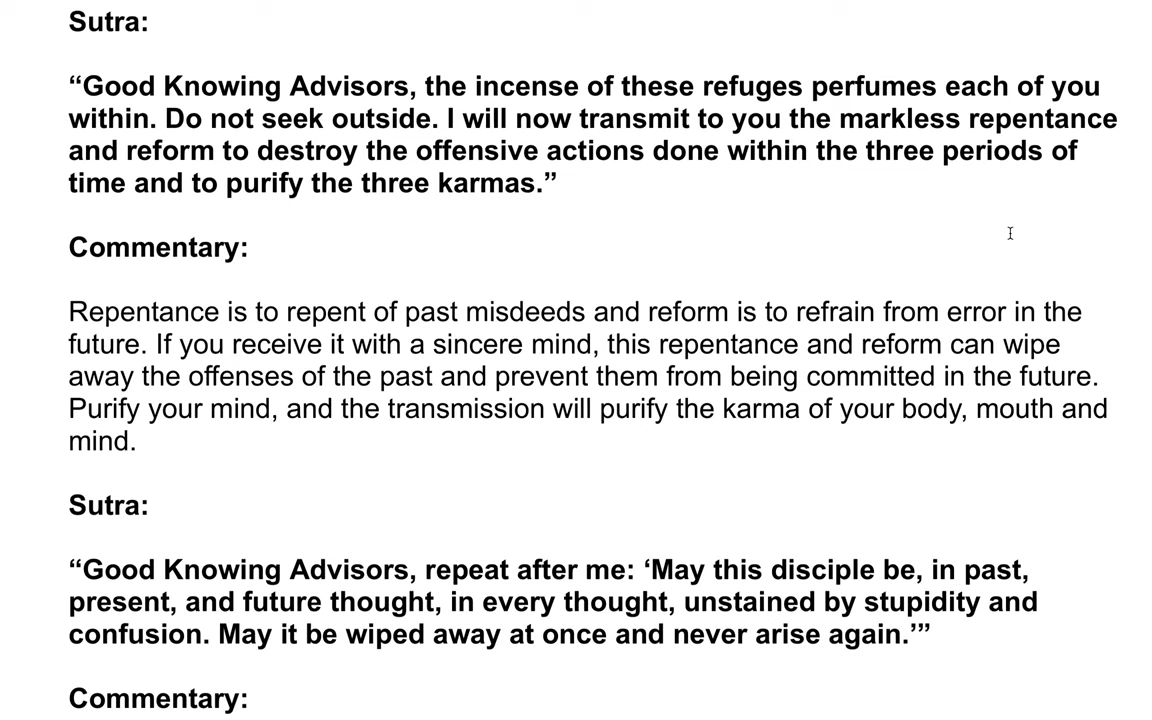 Sutra:
“Good Knowing Advisors, the incense of these refuges perfumes each of you
within. Do not seek outside. I will now transmit to you the markless repentance
and reform to destroy the offensive actions done within the three periods of
time and to purify the three karmas.”
Commentary:
Repentance is to repent of past misdeeds and reform is to refrain from error in the
future. If you receive it with a sincere mind, this repentance and reform can wipe
away the offenses of the past and prevent them from being committed in the future.
Purify your mind, and the transmission will purify the karma of your body, mouth and
mind.
Sutra:
“Good Knowing Advisors, repeat after me: ‘May this disciple be, in past,
present, and future thought, in every thought, unstained by stupidity and
confusion. May it be wiped away at once and never arise again.’”
Commentary: